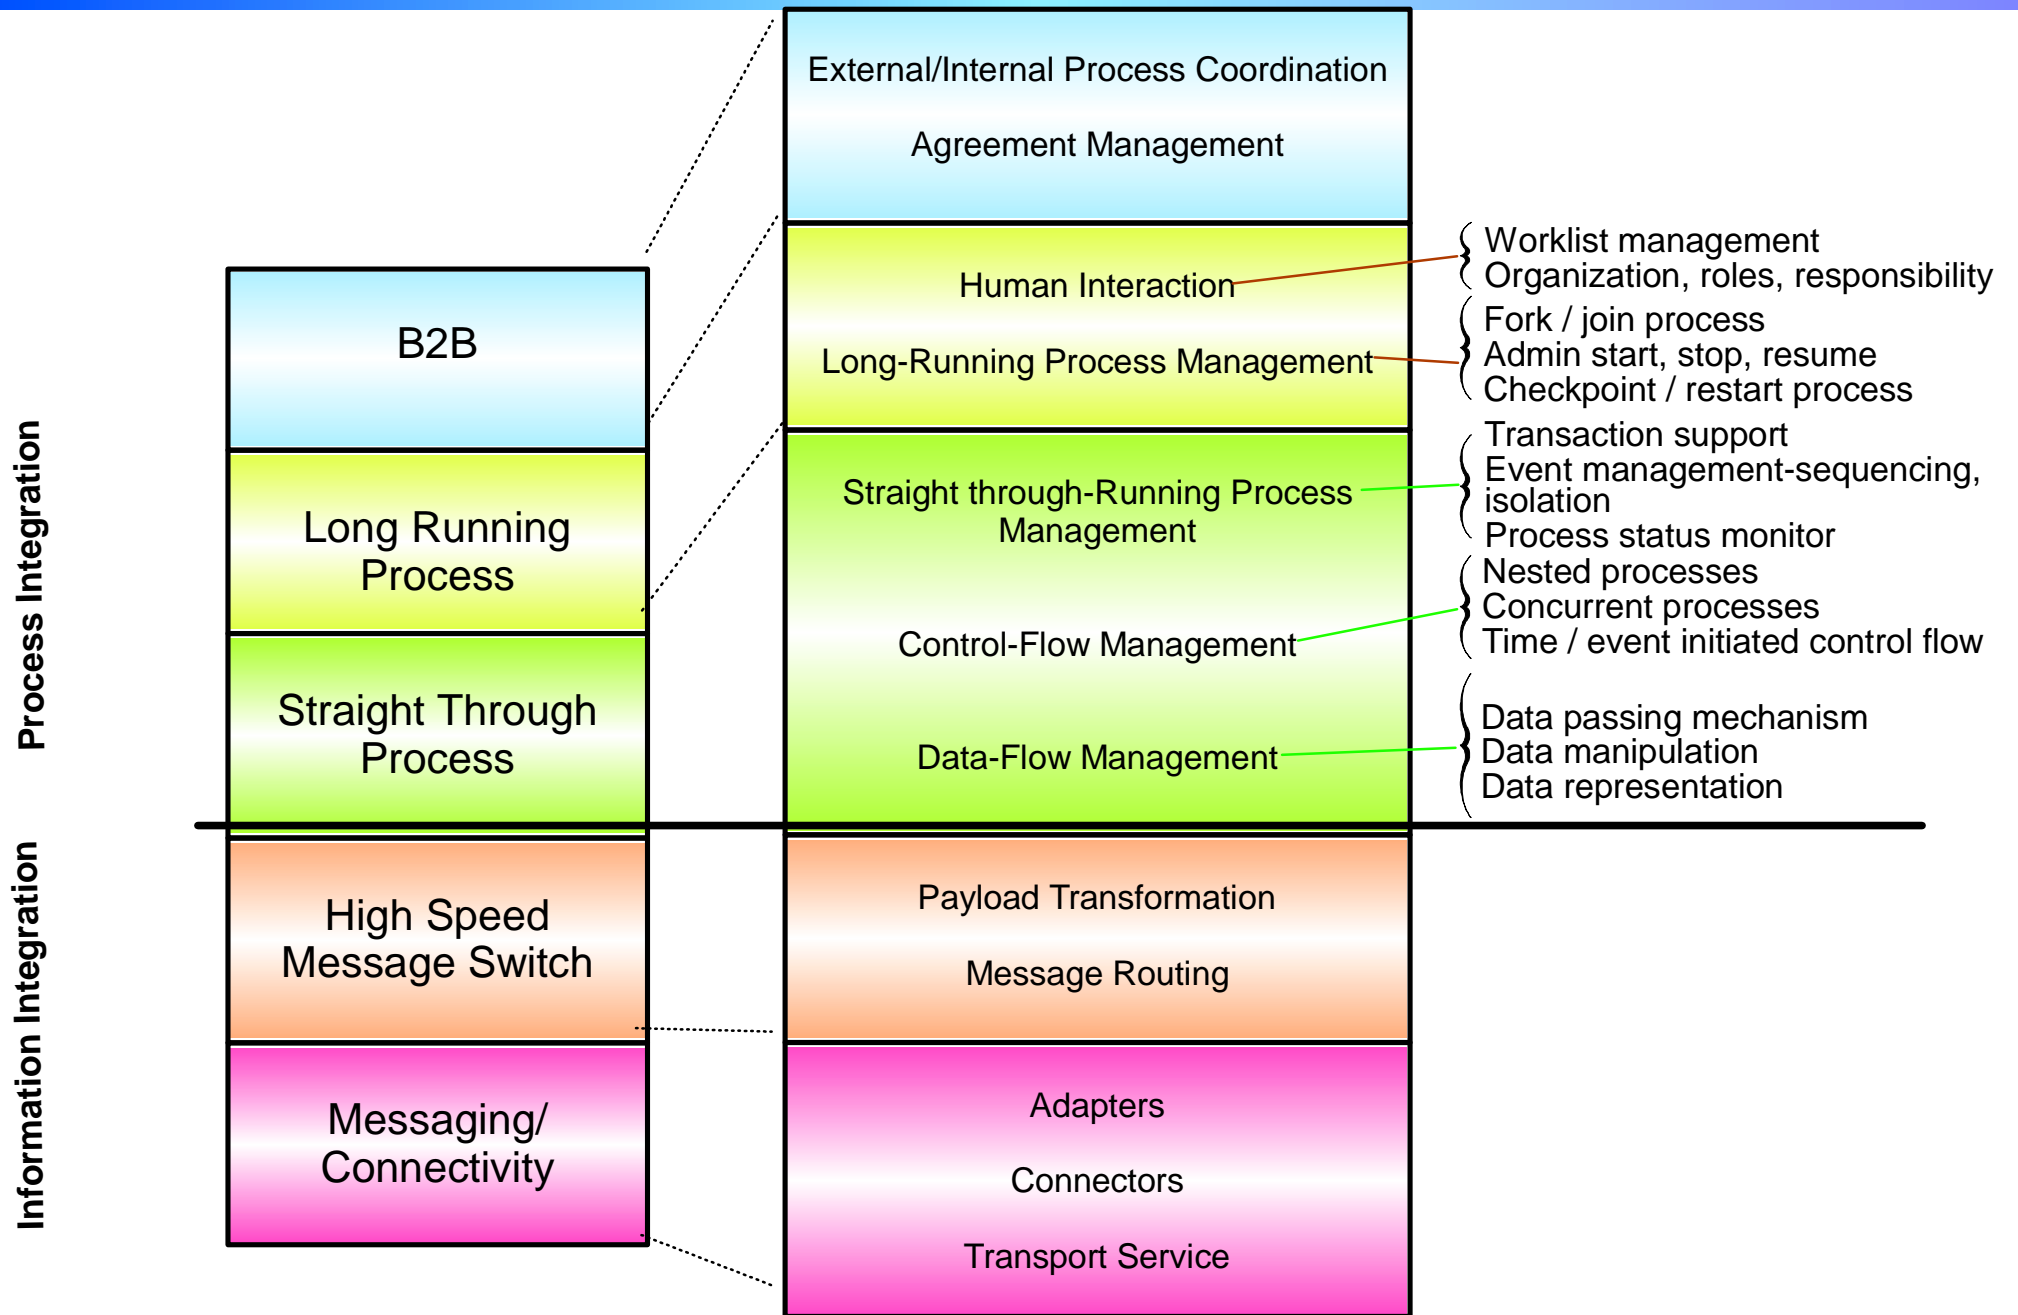 Process Integration
Information Integration
B2B
Long Running
Process
Straight Through
Process
High Speed
Message Switch
Messaging/
Connectivity
External/Internal Process Coordination
Agreement Management
Human Interaction
Long-Running Process Management
Straight through-Running Process
Management
Control-Flow Management
Data-Flow Management
Payload Transformation
Message Routing
Adapters
Connectors
Transport Service
Worklist management
Organization, roles, responsibility
Fork / join process
Admin start, stop, resume
Checkpoint / restart process
Transaction support
Event management-sequencing,
isolation
Process status monitor
Nested processes
Concurrent processes
Time / event initiated control flow
Data passing mechanism
Data manipulation
Data representation